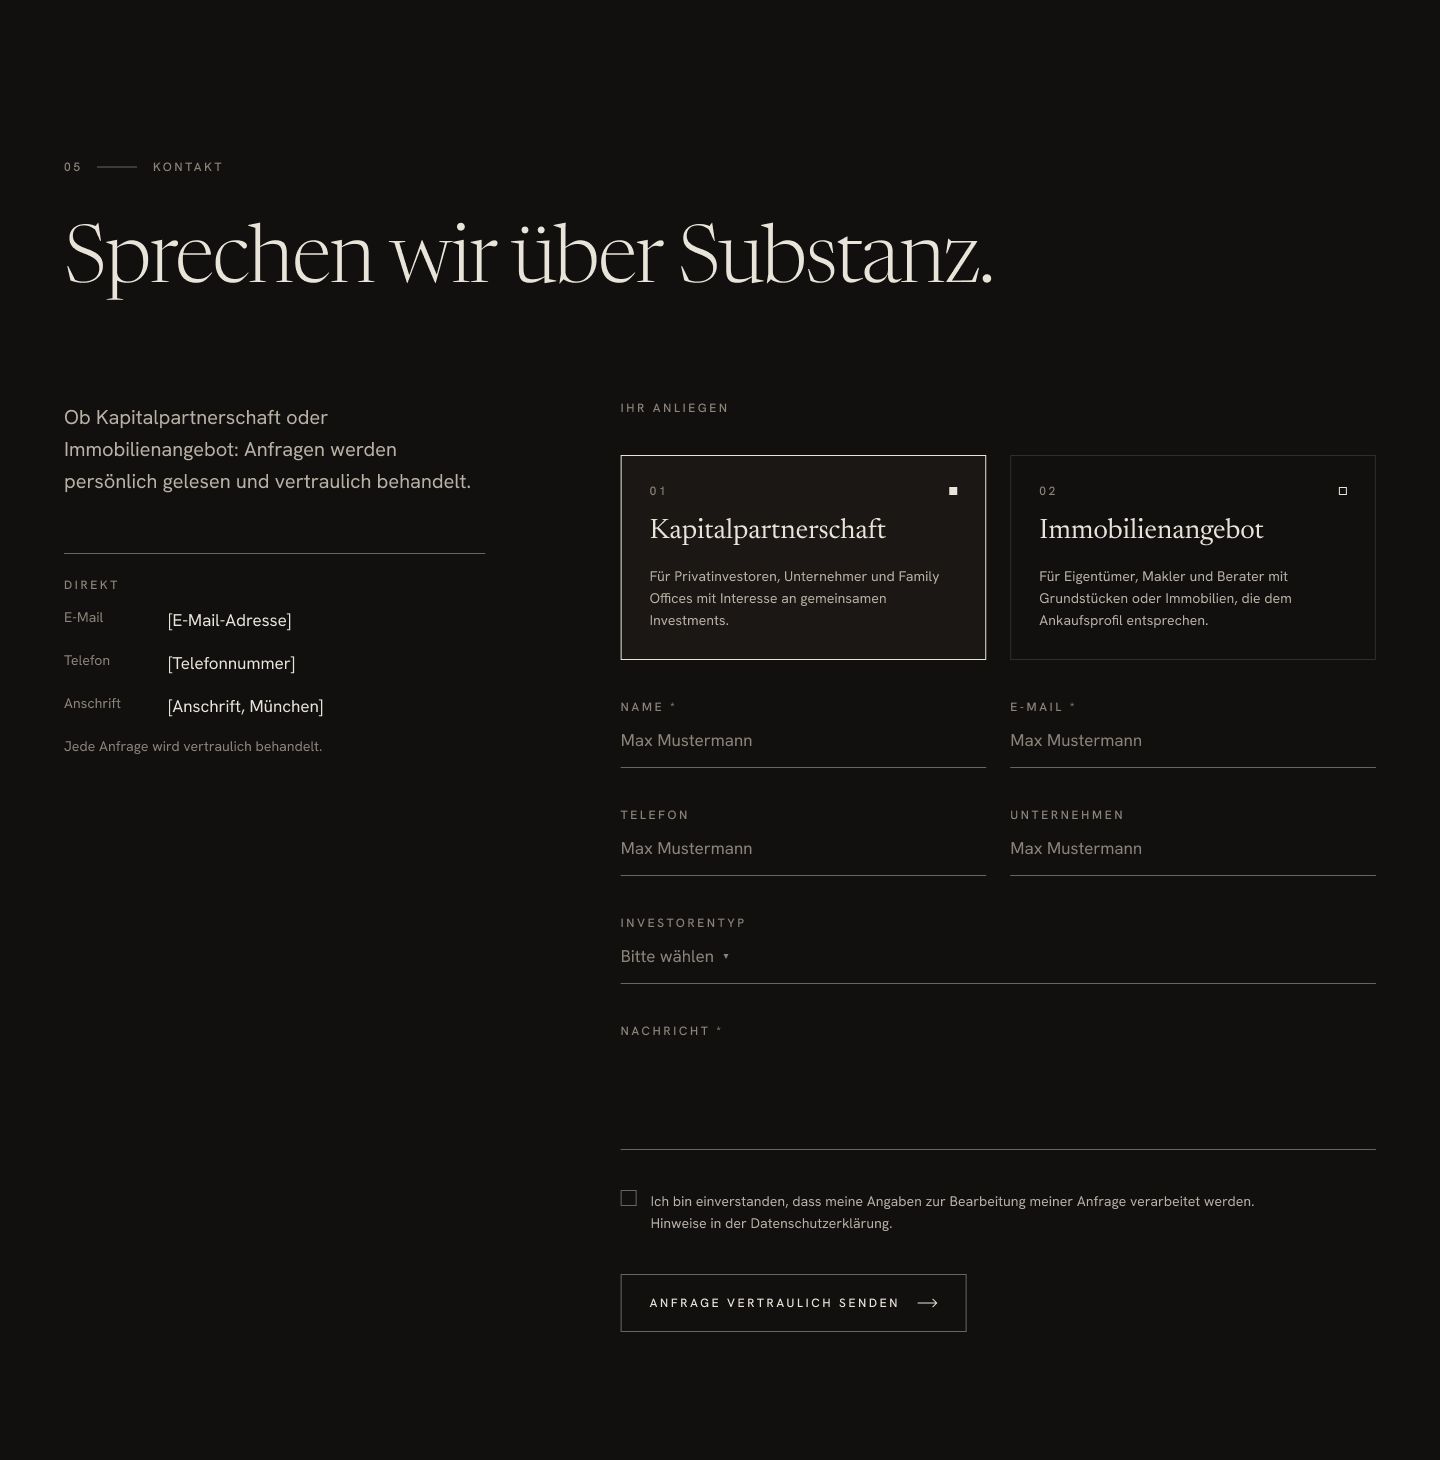 05 KONTAKT
Sprechen wir über Substanz.
Ob Kapitalpartnerschaft oder
Immobilienangebot: Anfragen werden
persönlich gelesen und vertraulich behandelt.
DIREKT
E-Mail [E-Mail-Adresse]
Telefon [Telefonnummer]
Anschrift [Anschrift, München]
Jede Anfrage wird vertraulich behandelt.
IHR ANLIEGEN
01
Kapitalpartnerschaft
Für Privatinvestoren, Unternehmer und Family
Offices mit Interesse an gemeinsamen
Investments.
02
Immobilienangebot
Für Eigentümer, Makler und Berater mit
Grundstücken oder Immobilien, die dem
Ankaufsprofil entsprechen.
NAME *
Max Mustermann
E-MAIL *
Max Mustermann
TELEFON
Max Mustermann
UNTERNEHMEN
Max Mustermann
INVESTORENTYP
Bitte wählen
NACHRICHT *
Ich bin einverstanden, dass meine Angaben zur Bearbeitung meiner Anfrage verarbeitet werden.
Hinweise in der Datenschutzerklärung.
ANFRAGE VERTRAULICH SENDEN